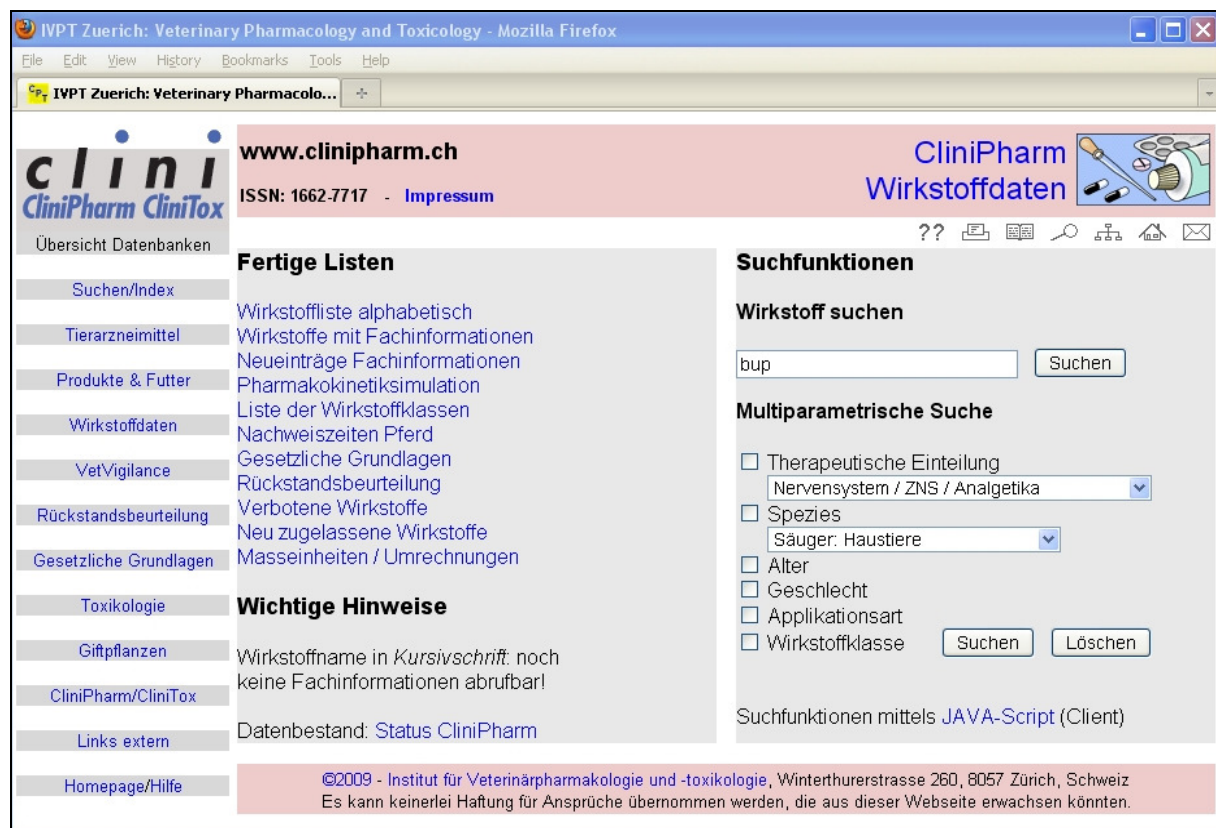 IVPT Zuerich: Veterinary Pharmacology and Toxicology - Mozilla Firefox
File Edit View History Bookmarks Tools Help
CPT IVPT Zuerich: Veterinary Pharmacolo...
clini
CliniPharm CliniTox
Übersicht Datenbanken
Suchen/Index
Tierarzneimittel
Produkte & Futter
Wirkstoffdaten
VetVigilance
Rückstandsbeurteilung
Gesetzliche Grundlagen
Toxikologie
Giftpflanzen
CliniPharm/CliniTox
Links extern
Homepage/Hilfe
www.clinipharm.ch
ISSN: 1662-7717 - Impressum
CliniPharm
Wirkstoffdaten
??
Fertige Listen
Wirkstoffliste alphabetisch
Wirkstoffe mit Fachinformationen
Neueinträge Fachinformationen
Pharmakokinetiksimulation
Liste der Wirkstoffklassen
Nachweiszeiten Pferd
Gesetzliche Grundlagen
Rückstandsbeurteilung
Verbotene Wirkstoffe
Neu zugelassene Wirkstoffe
Masseinheiten / Umrechnungen
Wichtige Hinweise
Wirkstoffname in Kursivschrift: noch
keine Fachinformationen abrufbar!
Datenbestand: Status CliniPharm
Suchfunktionen
Wirkstoff suchen
bup Suchen
Multiparametrische Suche
Therapeutische Einteilung
Nervensystem / ZNS / Analgetika
Spezies
Säuger: Haustiere
Alter
Geschlecht
Applikationsart
Wirkstoffklasse Suchen Löschen
Suchfunktionen mittels JAVA-Script (Client)
©2009 - Institut für Veterinärpharmakologie und -toxikologie, Winterthurerstrasse 260, 8057 Zürich, Schweiz
Es kann keinerlei Haftung für Ansprüche übernommen werden, die aus dieser Webseite erwachsen könnten.